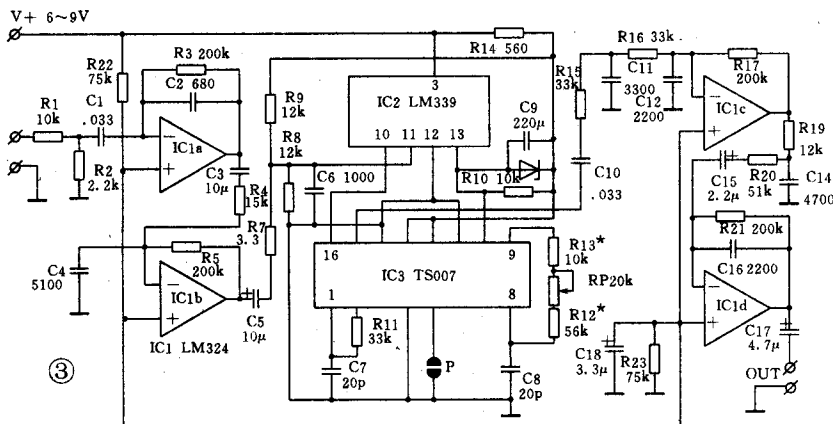 V+ 6~9V
R22
75k
R3 200k
C2 680
R1
10k
C1
.033
R2
2.2k
−
+
IC1a
C3
10μ
R4
15k
C4
5100
R5
200k
−
+
IC1b
IC1 LM324
C5
10μ
R7
3.3
R9
12k
R8
12k
C6 1000
R14 560
3
IC2 LM339
10 11 12 13
C9
220μ
R10 10k
16
9
IC3 TS007
1
8
R11
33k
C7
20p
P
C8
20p
R13*
10k
RP20k
R12*
56k
R15
33k
C10
.033
R16 33k
C11
3300
C12
2200
R17
200k
−
+
IC1c
R19
12k
C15
2.2μ
R20
51k
C14
4700
R21 200k
C16 2200
−
+
IC1d
C17
4.7μ
C18
3.3μ
R23
75k
OUT
③